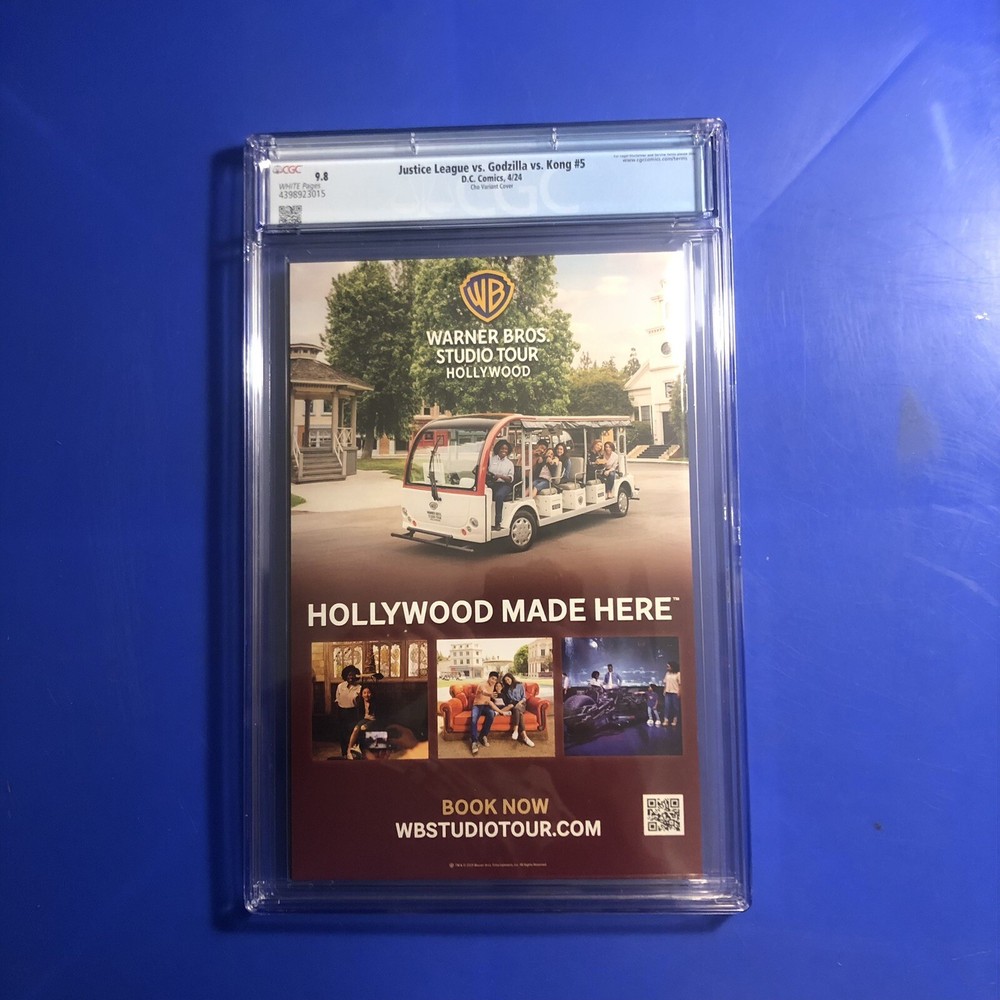 CGC 9.8
WHITE Pages
4398923015
Justice League vs. Godzilla vs. Kong #5
D.C. Comics, 4/24
Cho Variant Cover
www.cgccomics.com/terms
CGC
WB
WARNER BROS.
STUDIO TOUR
HOLLYWOOD
HOLLYWOOD MADE HERE™
BOOK NOW
WBSTUDIOTOUR.COM